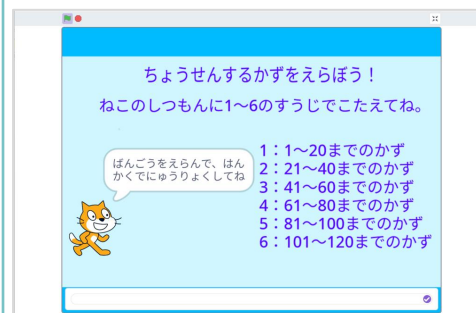 ちょうせんするかずをえらぼう！
ねこのしつもんに1～6のすうじでこたえてね。
ばんごうをえらんで、はん
かくでにゅうりょくしてね
1：1～20までのかず
2：21～40までのかず
3：41～60までのかず
4：61～80までのかず
5：81～100までのかず
6：101～120までのかず